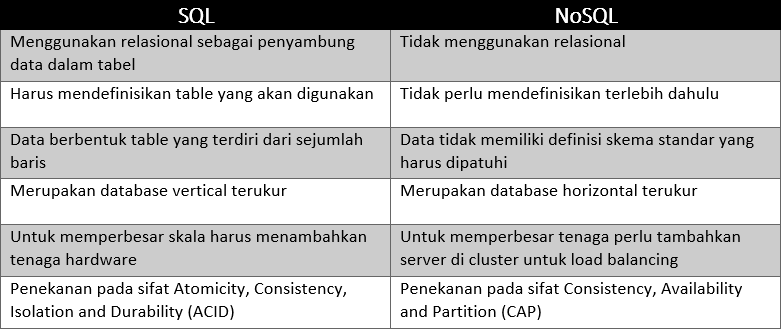 SQL
NoSQL
Menggunakan relasional sebagai penyambung
data dalam tabel
Tidak menggunakan relasional
Harus mendefinisikan table yang akan digunakan
Tidak perlu mendefinisikan terlebih dahulu
Data berbentuk table yang terdiri dari sejumlah
baris
Data tidak memiliki definisi skema standar yang
harus dipatuhi
Merupakan database vertical terukur
Merupakan database horizontal terukur
Untuk memperbesar skala harus menambahkan
tenaga hardware
Untuk memperbesar tenaga perlu tambahkan
server di cluster untuk load balancing
Penekanan pada sifat Atomicity, Consistency,
Isolation and Durability (ACID)
Penekanan pada sifat Consistency, Availability
and Partition (CAP)